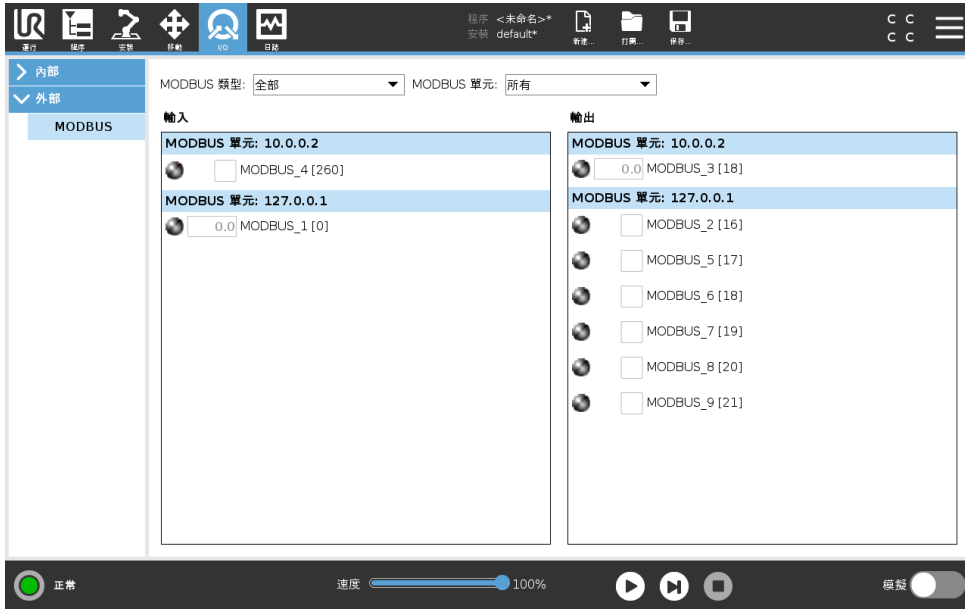 UR
程序 <未命名>*
安裝 default*
運行
程序
安裝
移動
I/O
日誌
新建...
打開...
保存...
C C
C C
內部
外部
MODBUS
MODBUS 類型: 全部
MODBUS 單元: 所有
輸入
MODBUS 單元: 10.0.0.2
MODBUS_4 [260]
MODBUS 單元: 127.0.0.1
0.0 MODBUS_1 [0]
輸出
MODBUS 單元: 10.0.0.2
0.0 MODBUS_3 [18]
MODBUS 單元: 127.0.0.1
MODBUS_2 [16]
MODBUS_5 [17]
MODBUS_6 [18]
MODBUS_7 [19]
MODBUS_8 [20]
MODBUS_9 [21]
正常
速度 100%
模擬